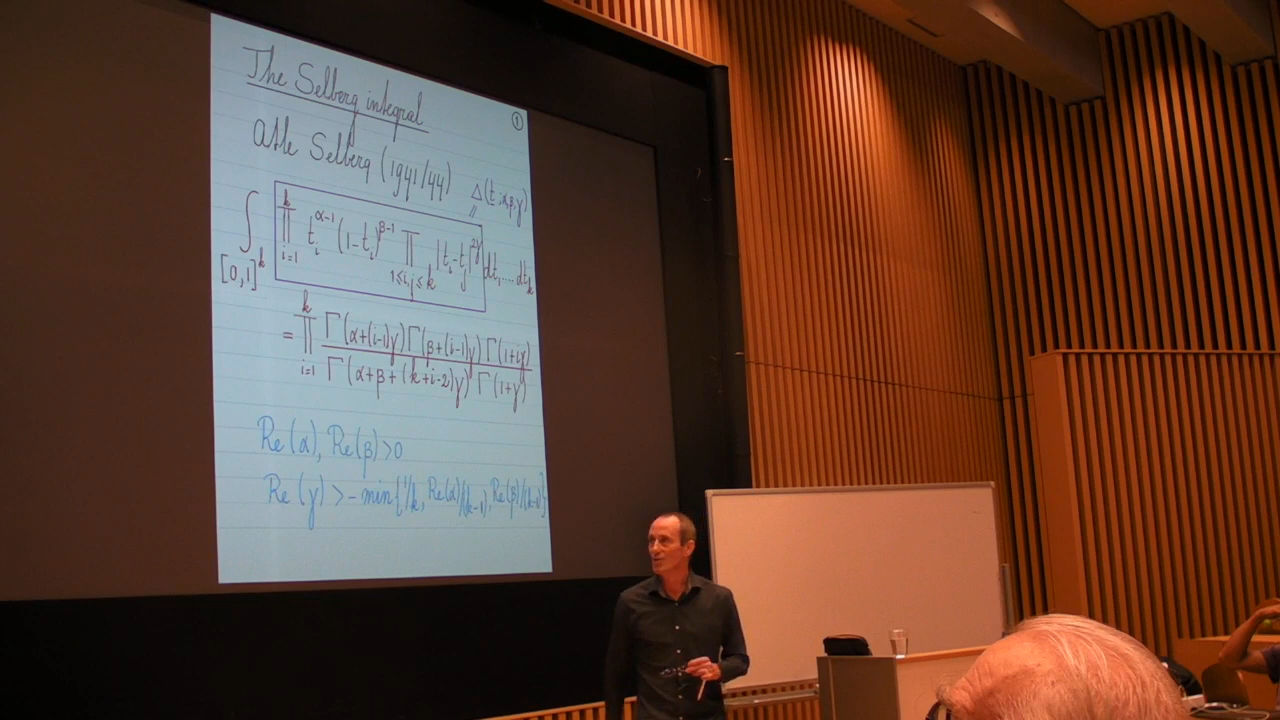 The Selberg integral
①
Atle Selberg (1941/44)
Δ(t;α,β,γ)
∫[0,1]^k ∏_{i=1}^{k} t_i^{α-1} (1-t_i)^{β-1} ∏_{1≤i,j≤k} |t_i-t_j|^{2γ} dt_1....dt_k
= ∏_{i=1}^{k} Γ(α+(i-1)γ) Γ(β+(i-1)γ) Γ(1+iγ) / Γ(α+β+(k+i-2)γ) Γ(1+γ)
Re(α), Re(β)>0
Re(γ) > -min{1/k, Re(α)/(k-1), Re(β)/(k-1)}